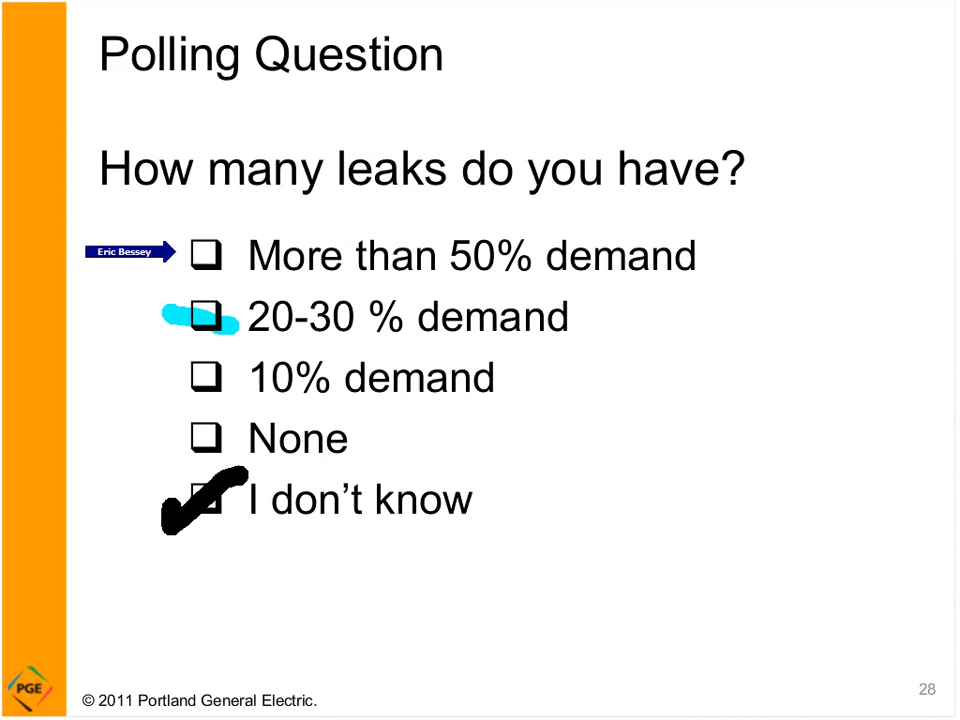 Polling Question
How many leaks do you have?
Eric Bessey
More than 50% demand
20-30 % demand
10% demand
None
I don’t know
PGE
© 2011 Portland General Electric.
28